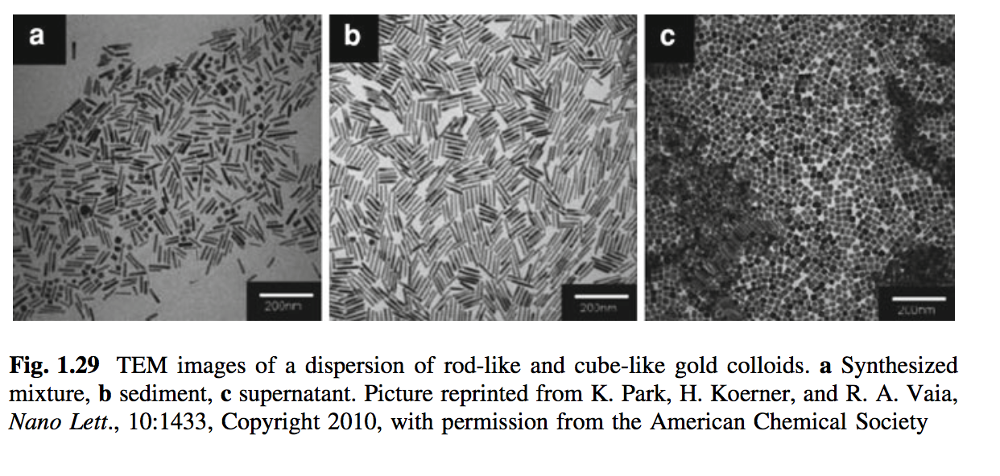 a b c
200nm 200nm 200nm
Fig. 1.29 TEM images of a dispersion of rod-like and cube-like gold colloids. a Synthesized
mixture, b sediment, c supernatant. Picture reprinted from K. Park, H. Koerner, and R. A. Vaia,
Nano Lett., 10:1433, Copyright 2010, with permission from the American Chemical Society